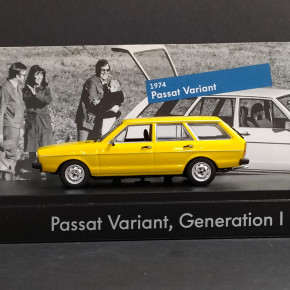 1974
Passat Variant
Passat Variant, Generation I